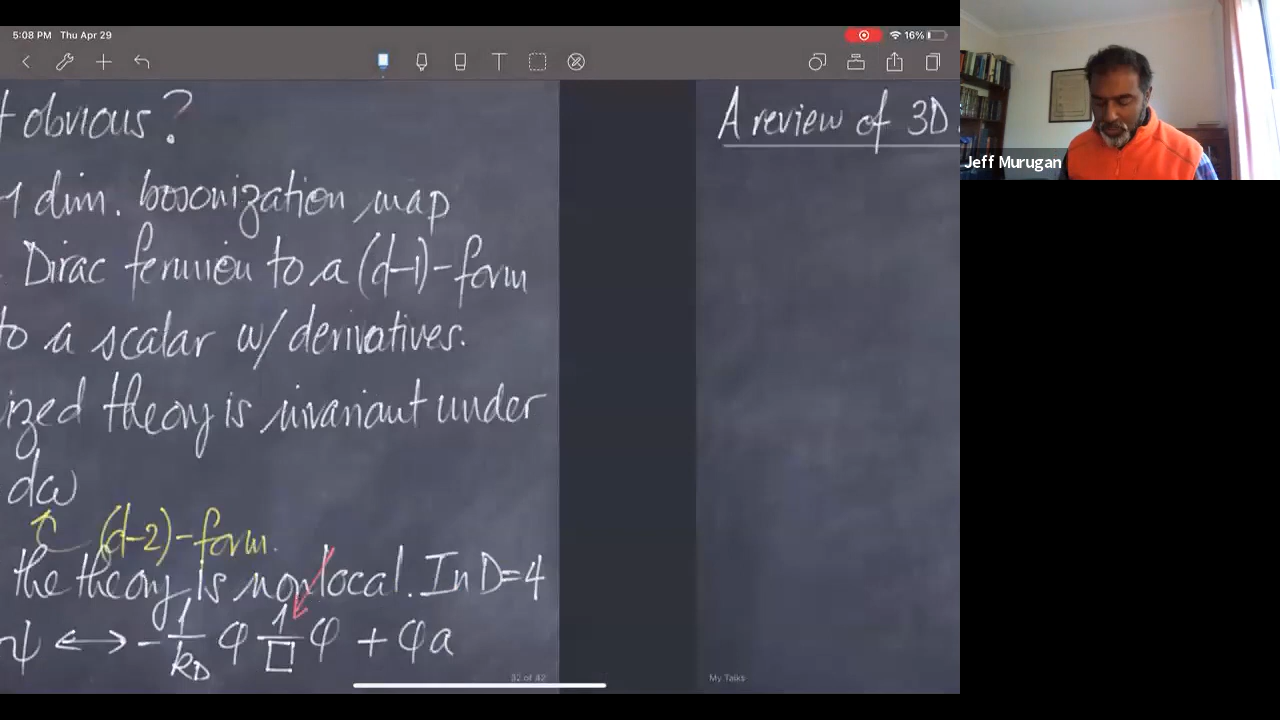 5:08 PM Thu Apr 29
16%
t obvious?
1 dim. bosonization map
Dirac fermion to a (d-1)-form
to a scalar w/ derivatives.
ized theory is invariant under
dω
(d-2)-form.
the theory is nonlocal. In D=4
ψ ↔ -1/k_D φ 1/□ φ + φa
32 of 42
A review of 3D
My Talks
Jeff Murugan